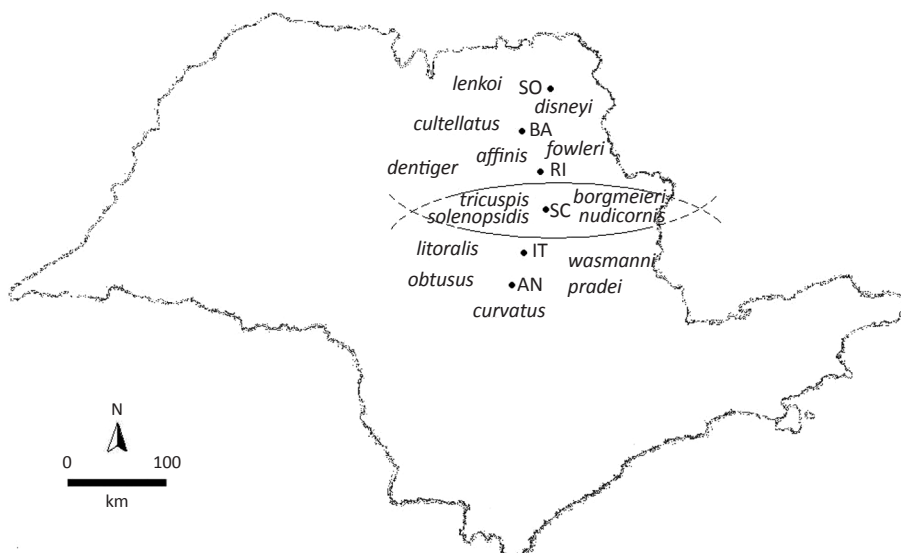 lenkoi SO
disneyi
cultellatus BA
affinis fowleri
dentiger RI
tricuspis borgmeieri
solenopsidis SC nudicornis
litoralis IT wasmanni
obtusus AN pradei
curvatus
N
0 100
km